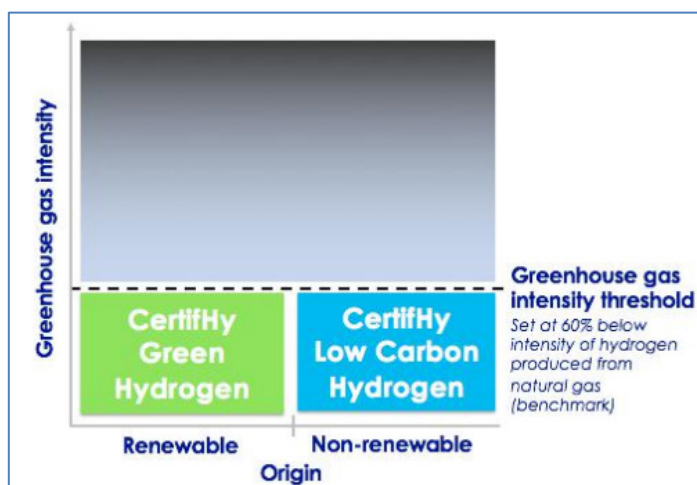 Greenhouse gas intensity
CertifHy
Green
Hydrogen
CertifHy
Low Carbon
Hydrogen
Greenhouse gas
intensity threshold
Set at 60% below
intensity of hydrogen
produced from
natural gas
(benchmark)
Renewable
Non-renewable
Origin